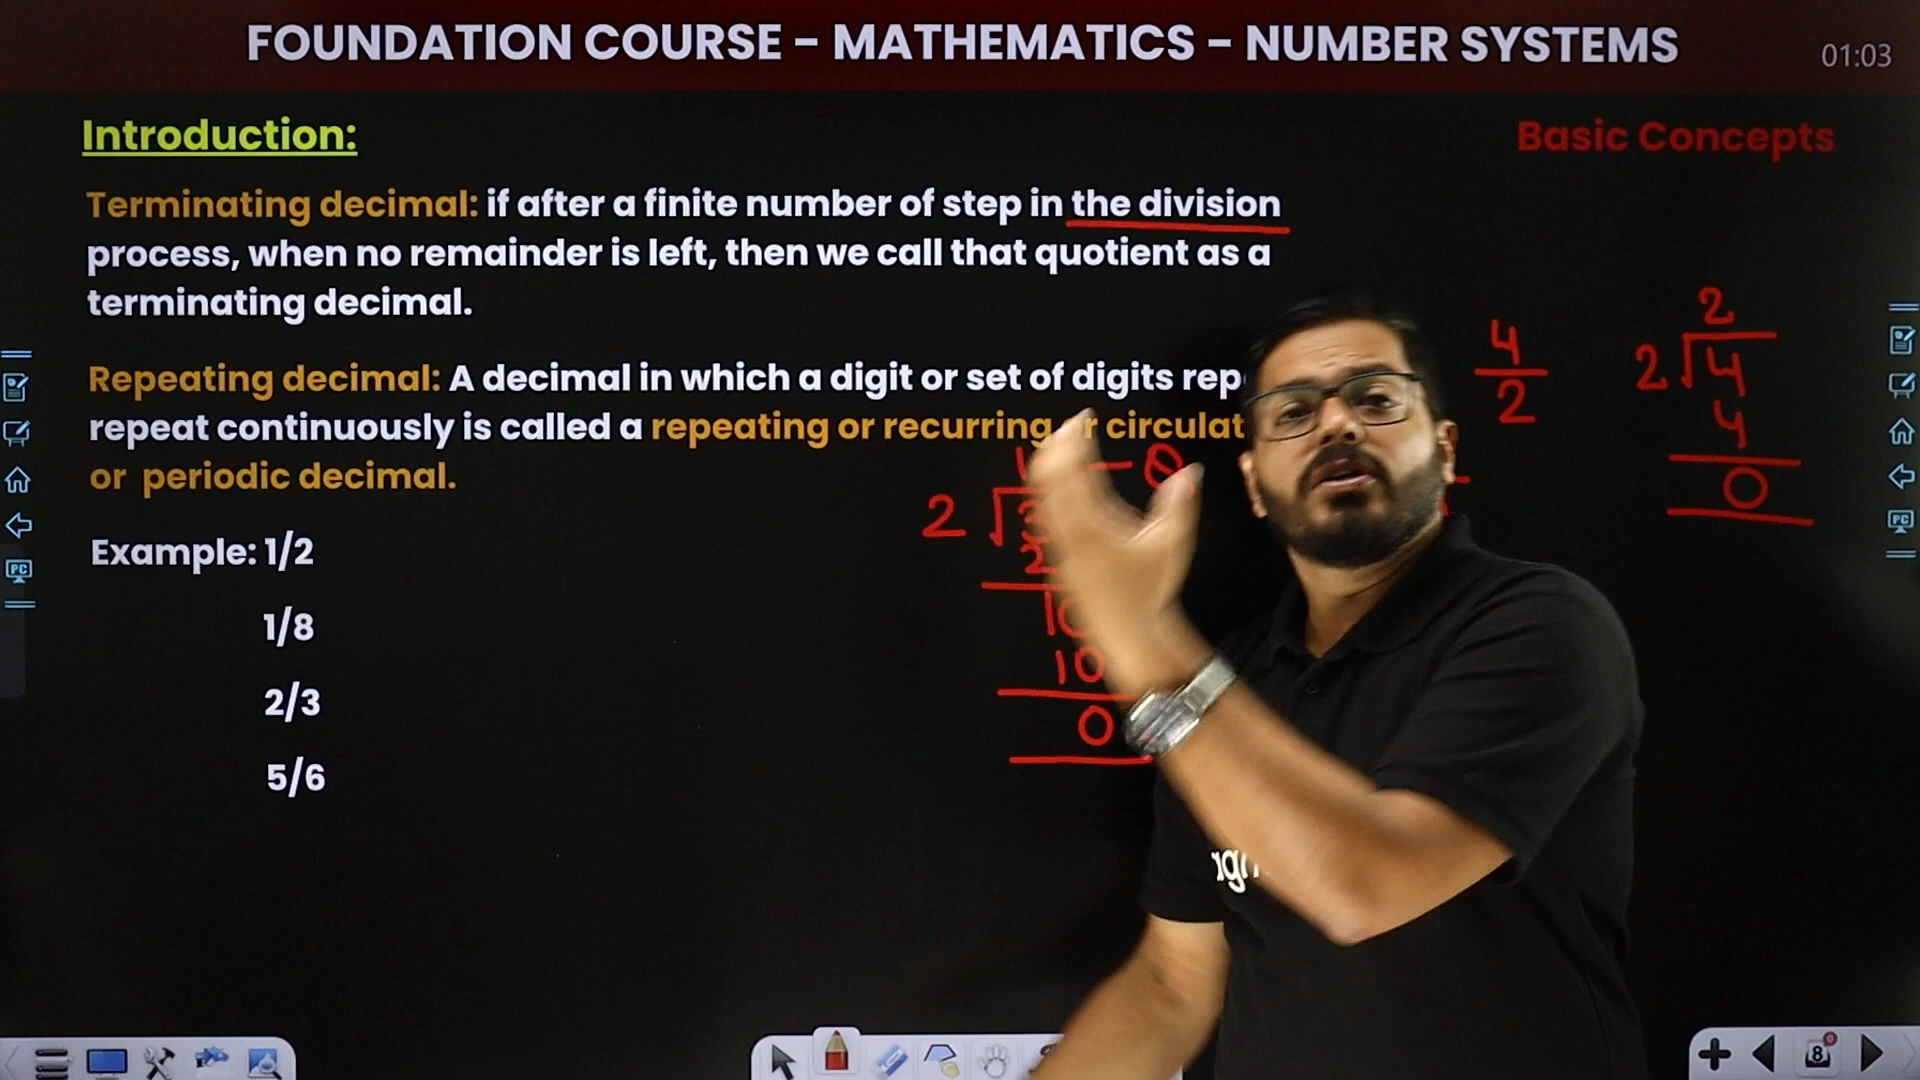 FOUNDATION COURSE - MATHEMATICS - NUMBER SYSTEMS
01:03
Introduction:
Basic Concepts
Terminating decimal: if after a finite number of step in the division
process, when no remainder is left, then we call that quotient as a
terminating decimal.
Repeating decimal: A decimal in which a digit or set of digits
repeat continuously is called a repeating or recurring
or periodic decimal.
Example: 1/2
1/8
2/3
5/6
2
10
0
4
2
2
2 4
4
0
PC
PC
8